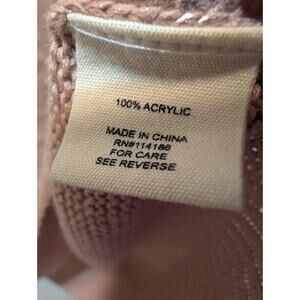 100% ACRYLIC
MADE IN CHINA
RN#114186
FOR CARE
SEE REVERSE